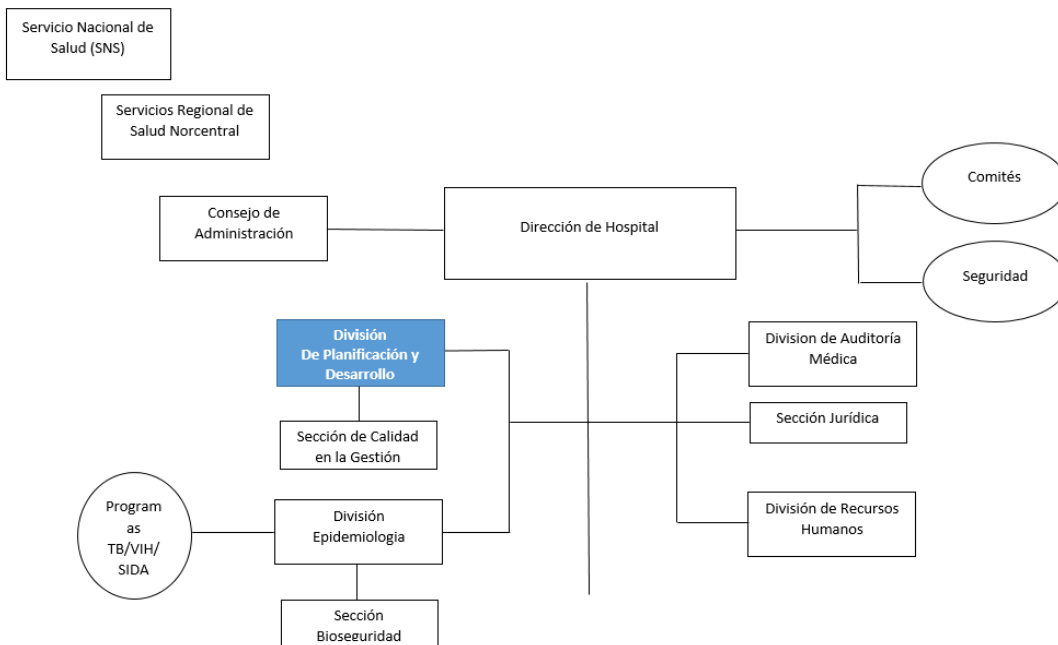 Servicio Nacional de
Salud (SNS)
Servicios Regional de
Salud Norcentral
Comités
Consejo de
Administración
Dirección de Hospital
Seguridad
División
De Planificación y
Desarrollo
Division de Auditoría
Médica
Sección de Calidad
en la Gestión
Sección Jurídica
Program
as
TB/VIH/
SIDA
División
Epidemiologia
División de Recursos
Humanos
Sección
Bioseguridad